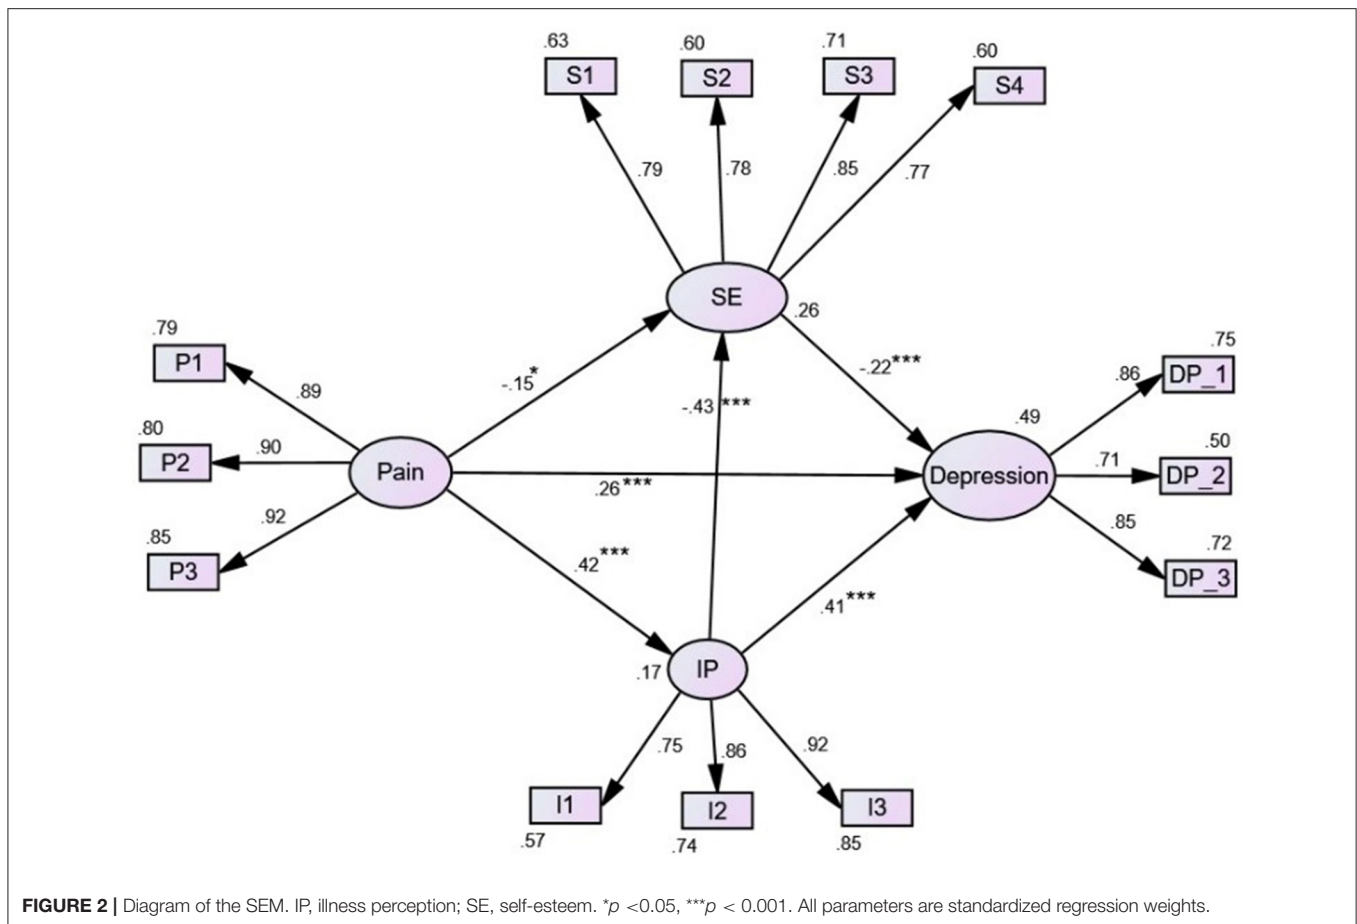 .63
.60
.71
.60
S1
S2
S3
S4
.79
.78
.85
.77
SE
.26
.79
P1
.89
-.15*
-.22***
-.43 ***
.75
.86
DP_1
.80
P2
.90
Pain
.26***
.49
Depression
.50
.71
DP_2
.92
.85
P3
.42***
.41***
.85
.72
DP_3
.17
IP
.75
.86
.92
I1
I2
I3
.57
.74
.85
FIGURE 2 | Diagram of the SEM. IP, illness perception; SE, self-esteem. *p <0.05, ***p < 0.001. All parameters are standardized regression weights.